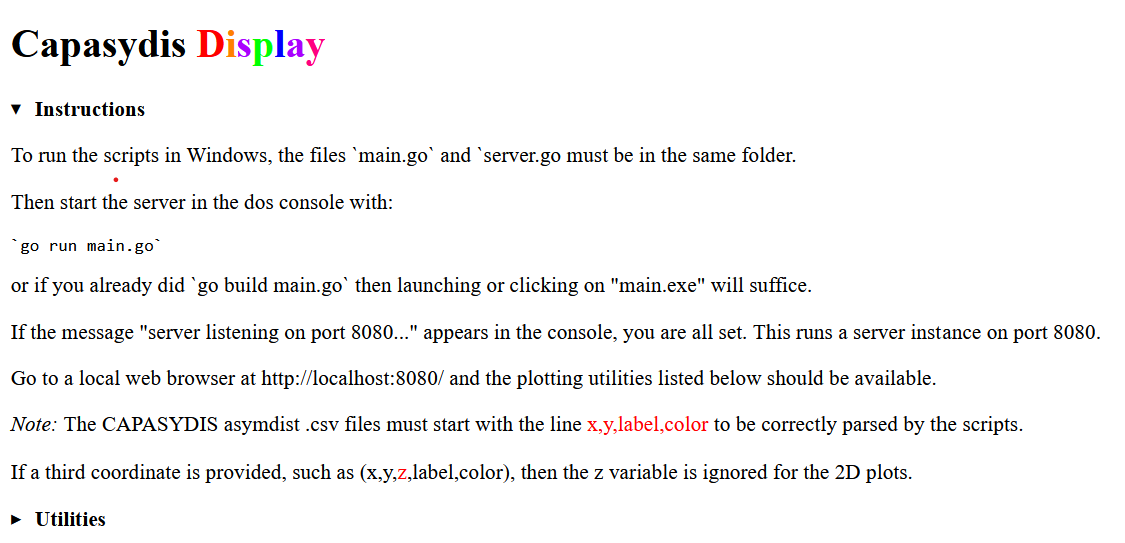 Capasydis Display
Instructions
To run the scripts in Windows, the files `main.go` and `server.go must be in the same folder.
Then start the server in the dos console with:
`go run main.go`
or if you already did `go build main.go` then launching or clicking on "main.exe" will suffice.
If the message "server listening on port 8080..." appears in the console, you are all set. This runs a server instance on port 8080.
Go to a local web browser at http://localhost:8080/ and the plotting utilities listed below should be available.
Note: The CAPASYDIS asymdist .csv files must start with the line x,y,label,color to be correctly parsed by the scripts.
If a third coordinate is provided, such as (x,y,z,label,color), then the z variable is ignored for the 2D plots.
Utilities